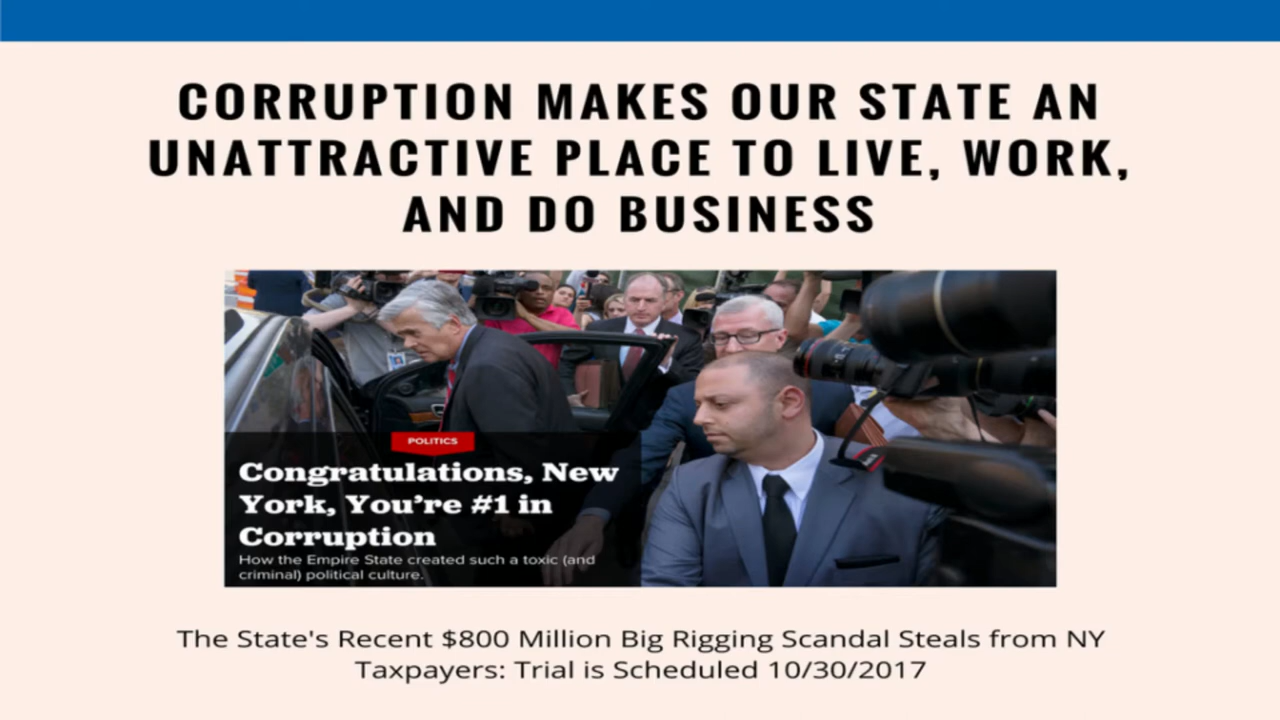 CORRUPTION MAKES OUR STATE AN
UNATTRACTIVE PLACE TO LIVE, WORK,
AND DO BUSINESS
POLITICS
Congratulations, New
York, You're #1 in
Corruption
How the Empire State created such a toxic (and
criminal) political culture.
The State's Recent $800 Million Big Rigging Scandal Steals from NY
Taxpayers: Trial is Scheduled 10/30/2017